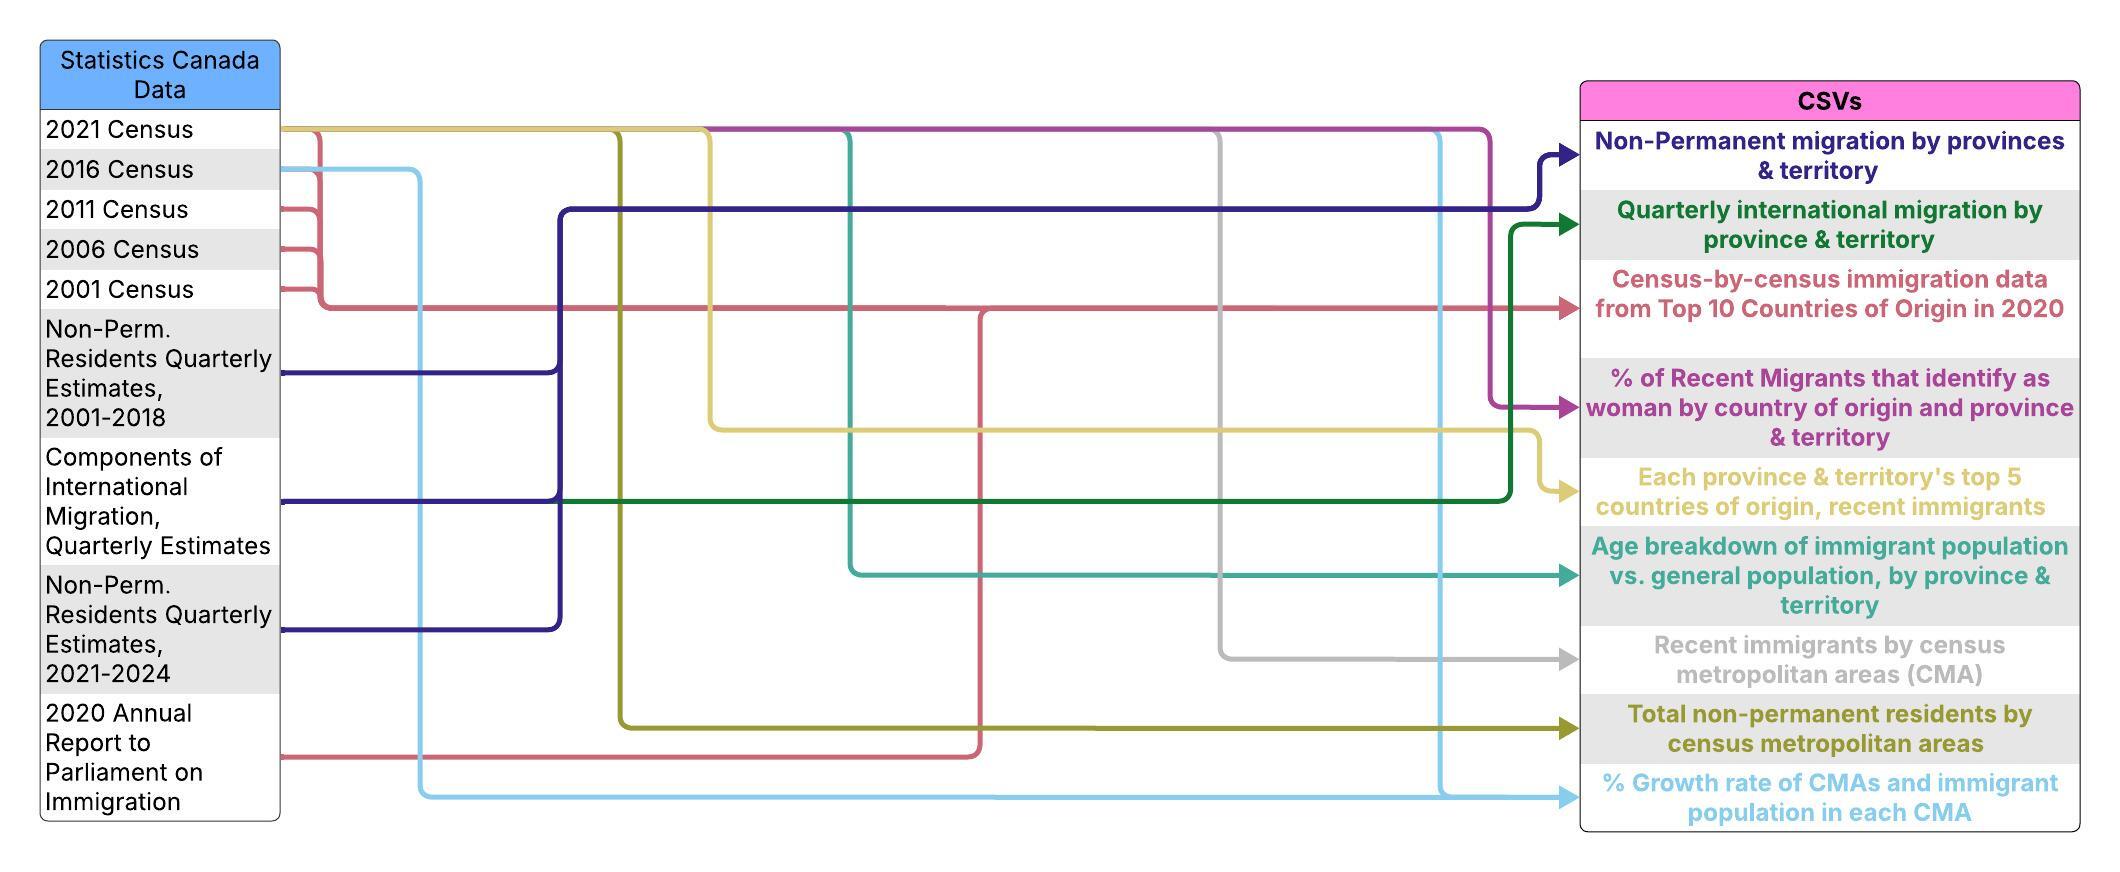 Statistics Canada
Data
2021 Census
2016 Census
2011 Census
2006 Census
2001 Census
Non-Perm.
Residents Quarterly
Estimates,
2001-2018
Components of
International
Migration,
Quarterly Estimates
Non-Perm.
Residents Quarterly
Estimates,
2021-2024
2020 Annual
Report to
Parliament on
Immigration
CSVs
Non-Permanent migration by provinces
& territory
Quarterly international migration by
province & territory
Census-by-census immigration data
from Top 10 Countries of Origin in 2020
% of Recent Migrants that identify as
woman by country of origin and province
& territory
Each province & territory's top 5
countries of origin, recent immigrants
Age breakdown of immigrant population
vs. general population, by province &
territory
Recent immigrants by census
metropolitan areas (CMA)
Total non-permanent residents by
census metropolitan areas
% Growth rate of CMAs and immigrant
population in each CMA